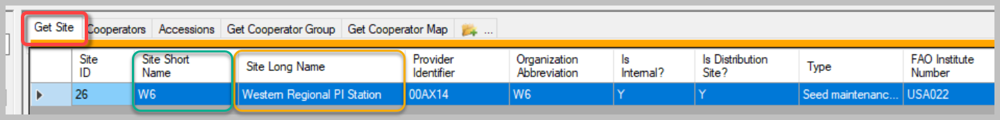 Get Site Cooperators Accessions Get Cooperator Group Get Cooperator Map ...
Site ID Site Short Name Site Long Name Provider Identifier Organization Abbreviation Is Internal? Is Distribution Site? Type FAO Institute Number
26 W6 Western Regional PI Station 00AX14 W6 Y Y Seed maintenanc... USA022